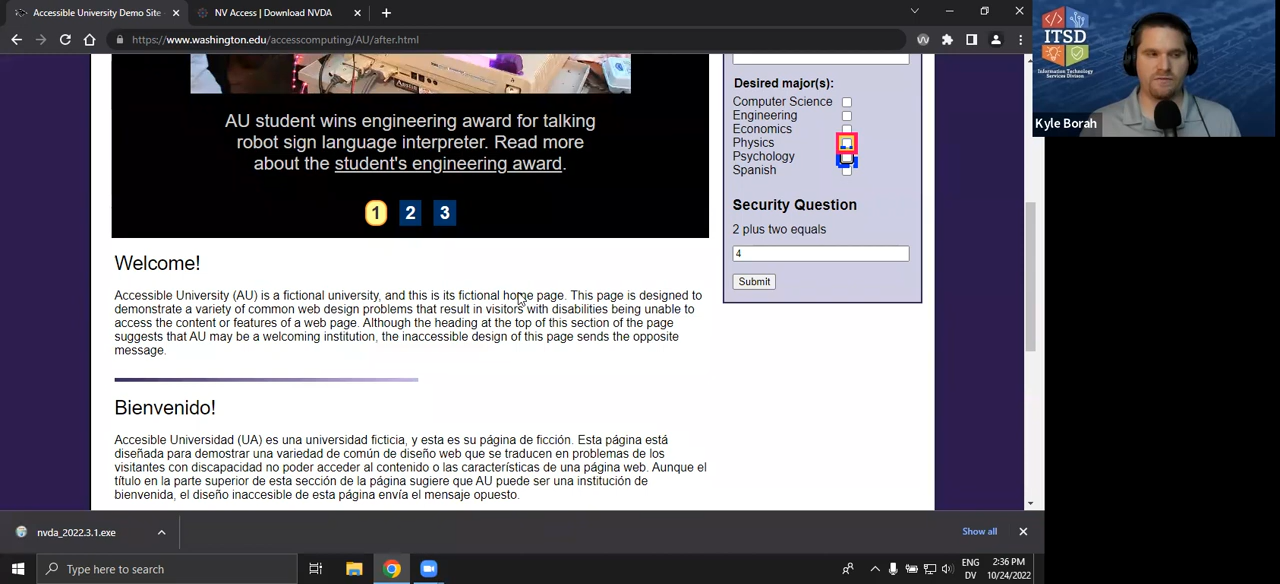 Accessible University Demo Site -
NV Access | Download NVDA
https://www.washington.edu/accesscomputing/AU/after.html
ITSD
Information Technology
Services Division
Kyle Borah
AU student wins engineering award for talking
robot sign language interpreter. Read more
about the student's engineering award.
1 2 3
Welcome!
Accessible University (AU) is a fictional university, and this is its fictional home page. This page is designed to
demonstrate a variety of common web design problems that result in visitors with disabilities being unable to
access the content or features of a web page. Although the heading at the top of this section of the page
suggests that AU may be a welcoming institution, the inaccessible design of this page sends the opposite
message.
Bienvenido!
Accesible Universidad (UA) es una universidad ficticia, y esta es su página de ficción. Esta página está
diseñada para demostrar una variedad de común de diseño web que se traducen en problemas de los
visitantes con discapacidad no poder acceder al contenido o las características de una página web. Aunque el
título en la parte superior de esta sección de la página sugiere que AU puede ser una institución de
bienvenida, el diseño inaccesible de esta página envía el mensaje opuesto.
Desired major(s):
Computer Science
Engineering
Economics
Physics
Psychology
Spanish
Security Question
2 plus two equals
4
Submit
nvda_2022.3.1.exe
Show all
Type here to search
ENG
DV
2:36 PM
10/24/2022